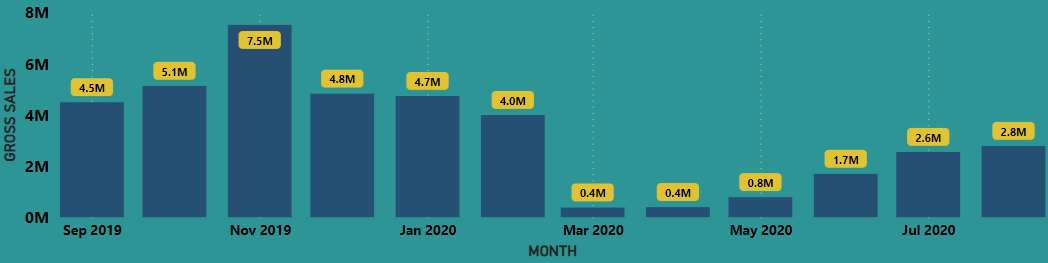 8M
6M
4M
2M
0M
GROSS SALES
4.5M
5.1M
7.5M
4.8M
4.7M
4.0M
0.4M
0.4M
0.8M
1.7M
2.6M
2.8M
Sep 2019
Nov 2019
Jan 2020
Mar 2020
May 2020
Jul 2020
MONTH